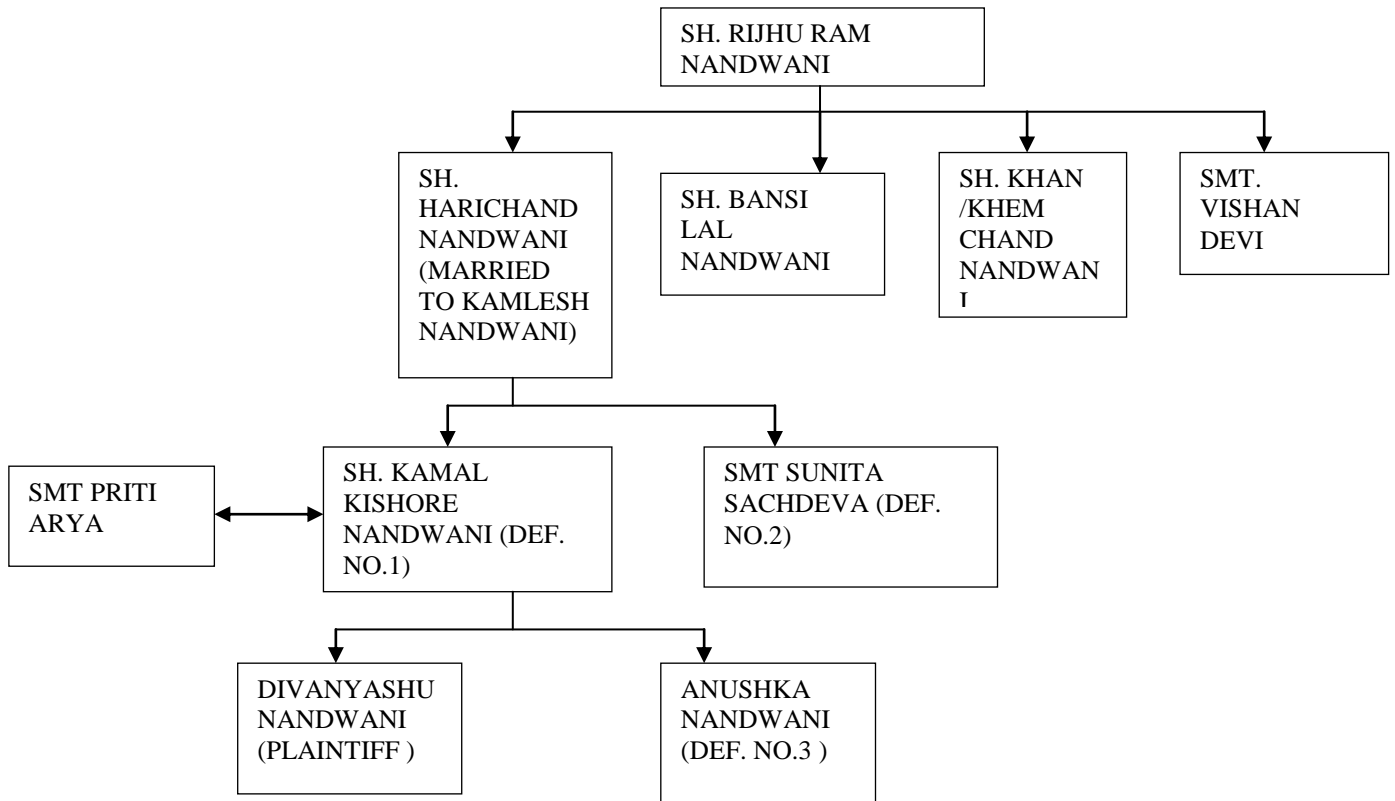 SH. RIJHU RAM
NANDWANI
SH.
HARICHAND
NANDWANI
(MARRIED
TO KAMLESH
NANDWANI)
SH. BANSI
LAL
NANDWANI
SH. KHAN
/KHEM
CHAND
NANDWAN
I
SMT.
VISHAN
DEVI
SMT PRITI
ARYA
SH. KAMAL
KISHORE
NANDWANI (DEF.
NO.1)
SMT SUNITA
SACHDEVA (DEF.
NO.2)
DIVANYASHU
NANDWANI
(PLAINTIFF )
ANUSHKA
NANDWANI
(DEF. NO.3 )